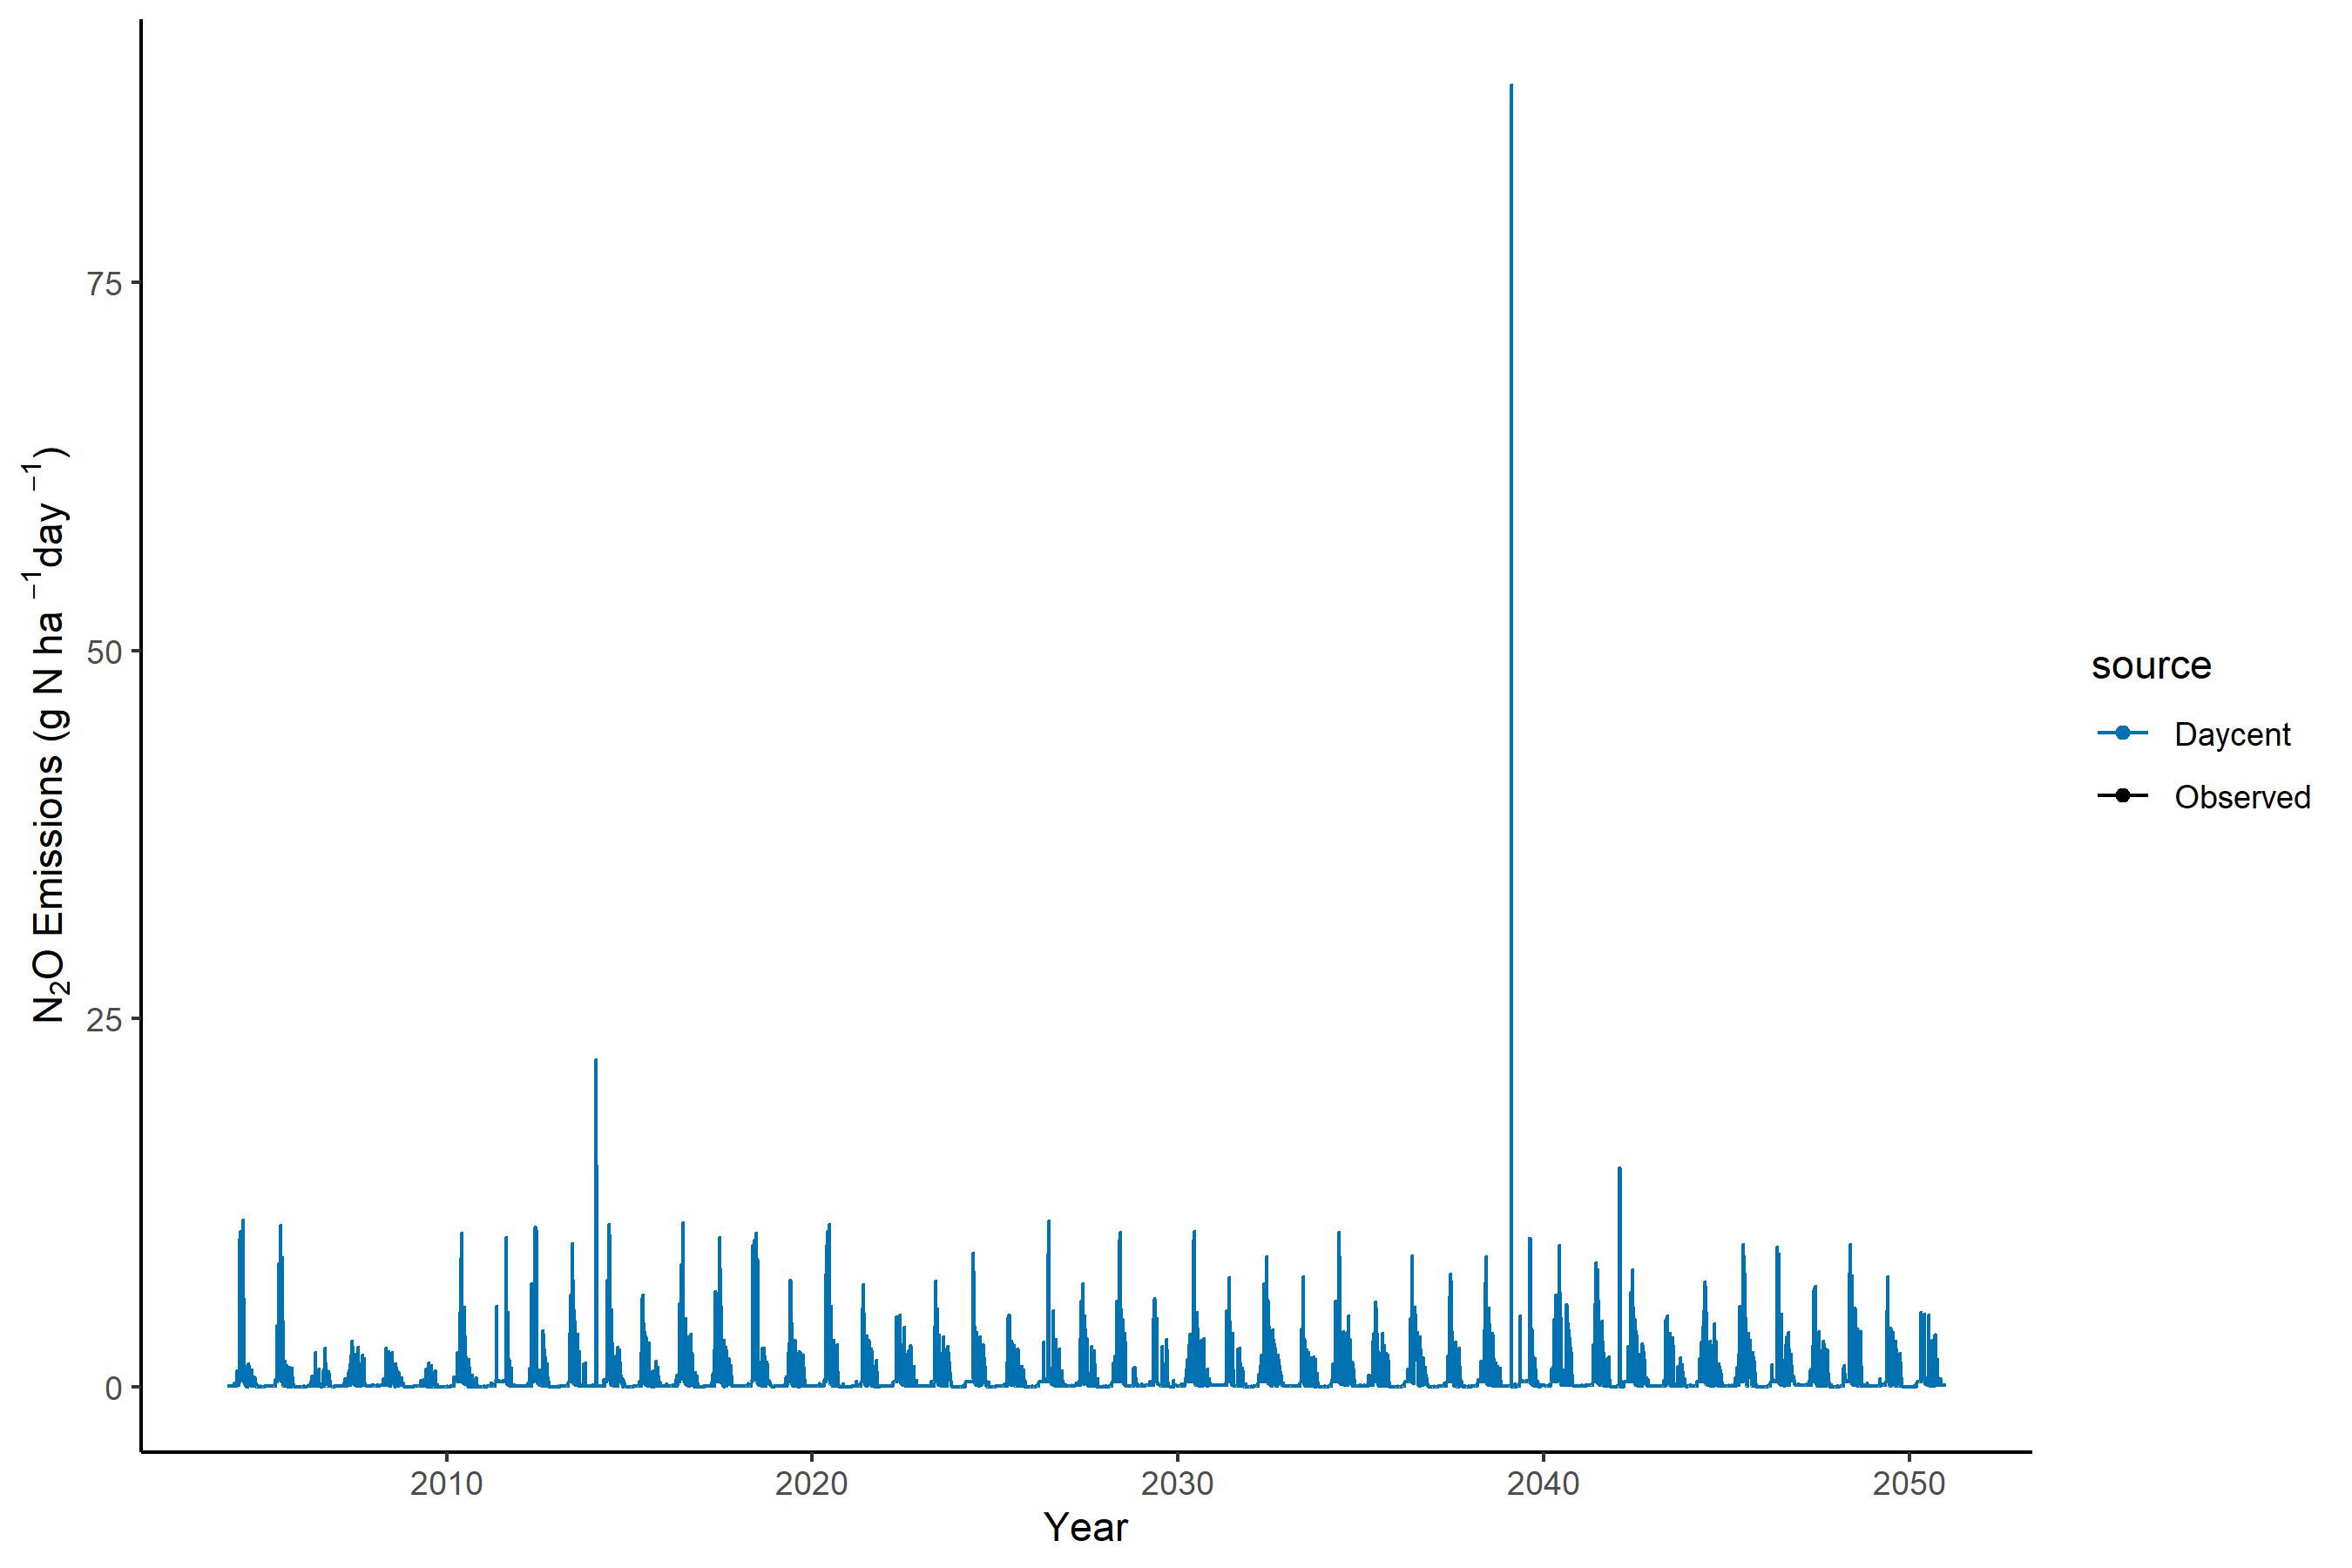 N₂O Emissions (g N ha ⁻¹day ⁻¹)
75
50
25
0
2010
2020
2030
2040
2050
Year
source
Daycent
Observed